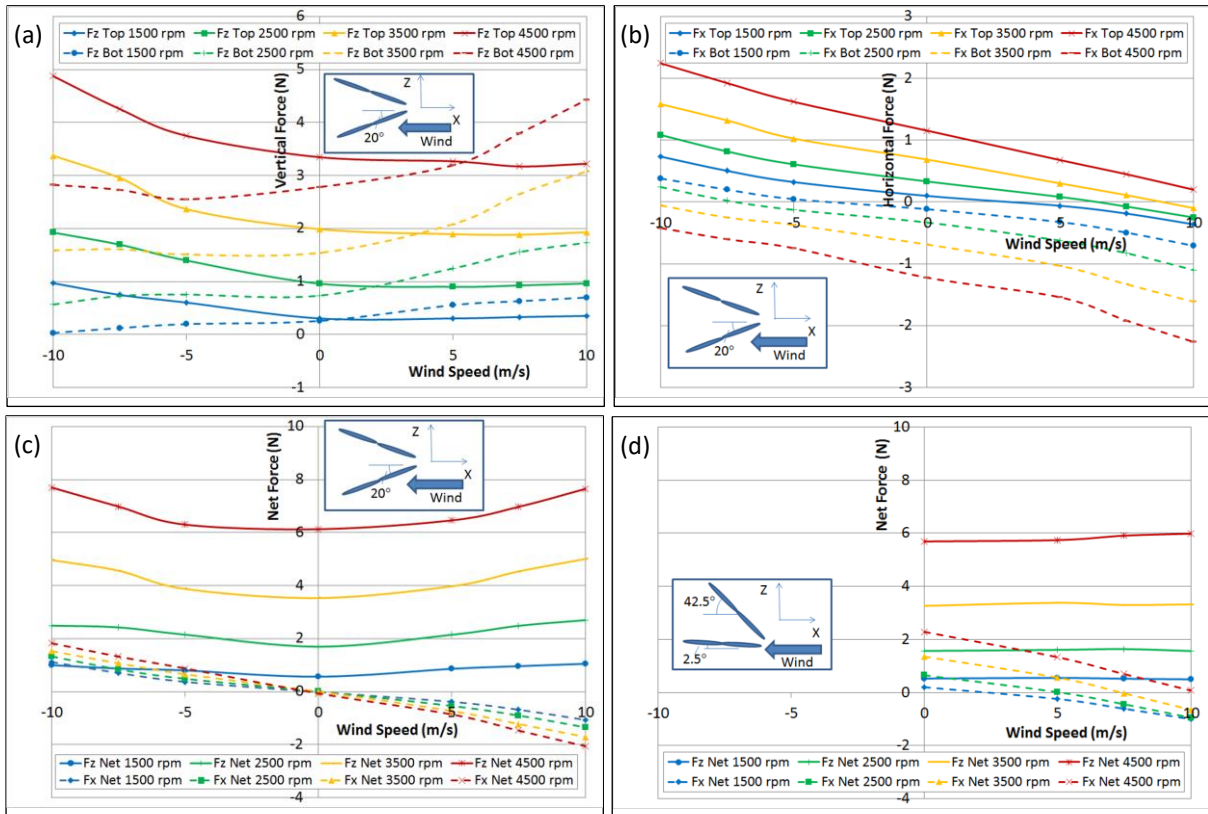 (a)
Fz Top 1500 rpm Fz Top 2500 rpm Fz Top 3500 rpm Fz Top 4500 rpm
Fz Bot 1500 rpm Fz Bot 2500 rpm Fz Bot 3500 rpm Fz Bot 4500 rpm
6
5
4
3
2
1
0
-1
Vertical Force (N)
Z
X
20°
Wind
-10 -5 0 5 10
Wind Speed (m/s)
(b)
Fx Top 1500 rpm Fx Top 2500 rpm Fx Top 3500 rpm Fx Top 4500 rpm
Fx Bot 1500 rpm Fx Bot 2500 rpm Fx Bot 3500 rpm Fx Bot 4500 rpm
3
2
1
0
-1
-2
-3
Horizontal Force (N)
-10 -5 0 5 10
Wind Speed (m/s)
Z
X
20°
Wind
(c)
10
8
6
4
2
0
-2
-4
Net Force (N)
Z
X
20°
Wind
-10 -5 0 5 10
Wind Speed (m/s)
Fz Net 1500 rpm Fz Net 2500 rpm Fz Net 3500 rpm Fz Net 4500 rpm
Fx Net 1500 rpm Fx Net 2500 rpm Fx Net 3500 rpm Fx Net 4500 rpm
(d)
10
8
6
4
2
0
-2
-4
Net Force (N)
Z
42.5°
X
2.5°
Wind
-10 -5 0 5 10
Wind Speed (m/s)
Fz Net 1500 rpm Fz Net 2500 rpm Fz Net 3500 rpm Fz Net 4500 rpm
Fx Net 1500 rpm Fx Net 2500 rpm Fx Net 3500 rpm Fx Net 4500 rpm